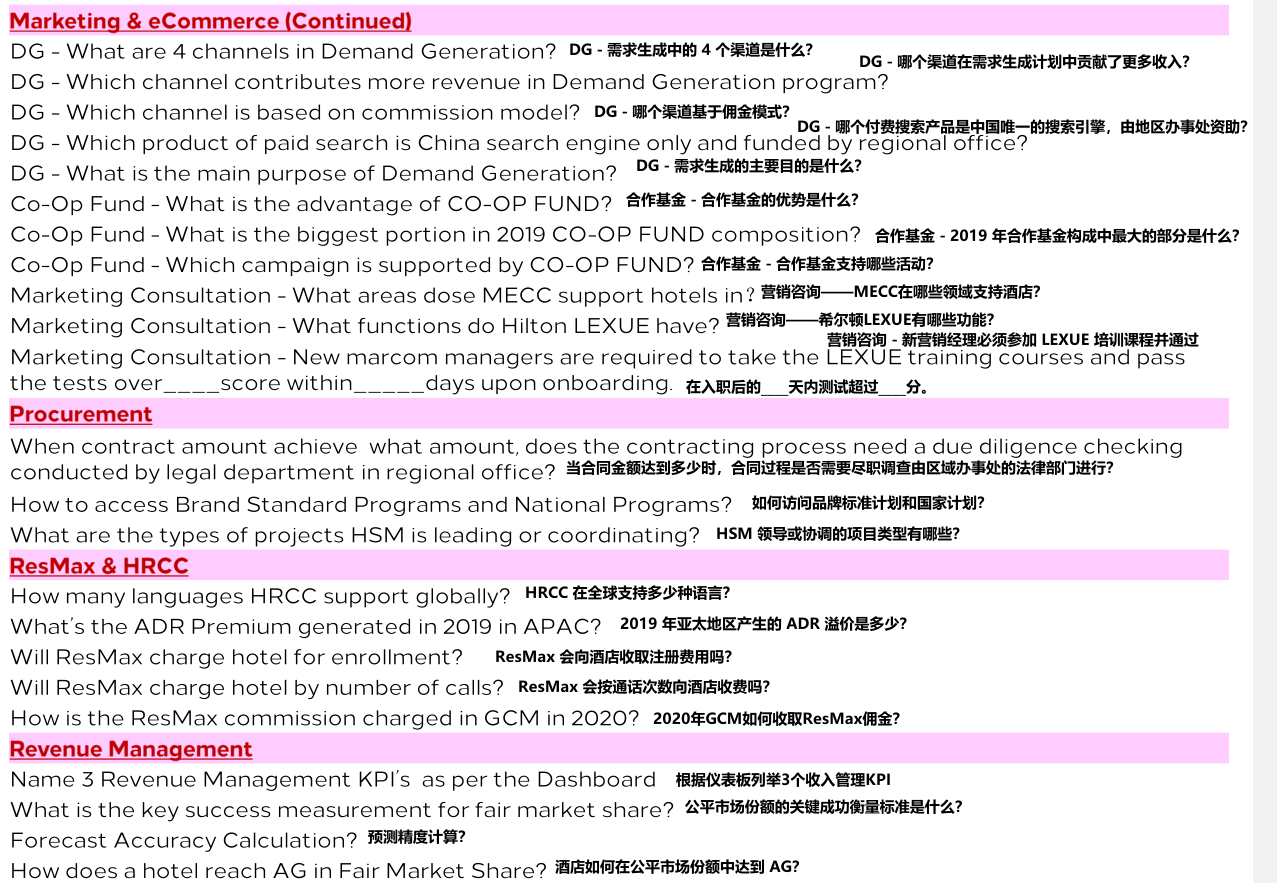 Marketing & eCommerce (Continued)
DG - What are 4 channels in Demand Generation? DG - 需求生成中的 4 个渠道是什么?
DG - 哪个渠道在需求生成计划中贡献了更多收入?
DG - Which channel contributes more revenue in Demand Generation program?
DG - Which channel is based on commission model? DG - 哪个渠道基于佣金模式?
DG - 哪个付费搜索产品是中国唯一的搜索引擎，由地区办事处资助?
DG - Which product of paid search is China search engine only and funded by regional office?
DG - What is the main purpose of Demand Generation? DG - 需求生成的主要目的是什么?
Co-Op Fund - What is the advantage of CO-OP FUND? 合作基金 - 合作基金的优势是什么?
Co-Op Fund - What is the biggest portion in 2019 CO-OP FUND composition? 合作基金 - 2019 年合作基金构成中最大的部分是什么?
Co-Op Fund - Which campaign is supported by CO-OP FUND? 合作基金 - 合作基金支持哪些活动?
Marketing Consultation - What areas dose MECC support hotels in? 营销咨询——MECC在哪些领域支持酒店?
Marketing Consultation - What functions do Hilton LEXUE have? 营销咨询——希尔顿LEXUE有哪些功能?
营销咨询 - 新营销经理必须参加 LEXUE 培训课程并通过
Marketing Consultation - New marcom managers are required to take the LEXUE training courses and pass
the tests over____score within_____days upon onboarding. 在入职后的____天内测试超过____分。
Procurement
When contract amount achieve  what amount, does the contracting process need a due diligence checking
conducted by legal department in regional office? 当合同金额达到多少时，合同过程是否需要尽职调查由区域办事处的法律部门进行?
How to access Brand Standard Programs and National Programs? 如何访问品牌标准计划和国家计划?
What are the types of projects HSM is leading or coordinating? HSM 领导或协调的项目类型有哪些?
ResMax & HRCC
How many languages HRCC support globally? HRCC 在全球支持多少种语言?
What's the ADR Premium generated in 2019 in APAC? 2019 年亚太地区产生的 ADR 溢价是多少?
Will ResMax charge hotel for enrollment? ResMax 会向酒店收取注册费用吗?
Will ResMax charge hotel by number of calls? ResMax 会按通话次数向酒店收费吗?
How is the ResMax commission charged in GCM in 2020? 2020年GCM如何收取ResMax佣金?
Revenue Management
Name 3 Revenue Management KPI's  as per the Dashboard 根据仪表板列举3个收入管理KPI
What is the key success measurement for fair market share? 公平市场份额的关键成功衡量标准是什么?
Forecast Accuracy Calculation? 预测精度计算?
How does a hotel reach AG in Fair Market Share? 酒店如何在公平市场份额中达到 AG?